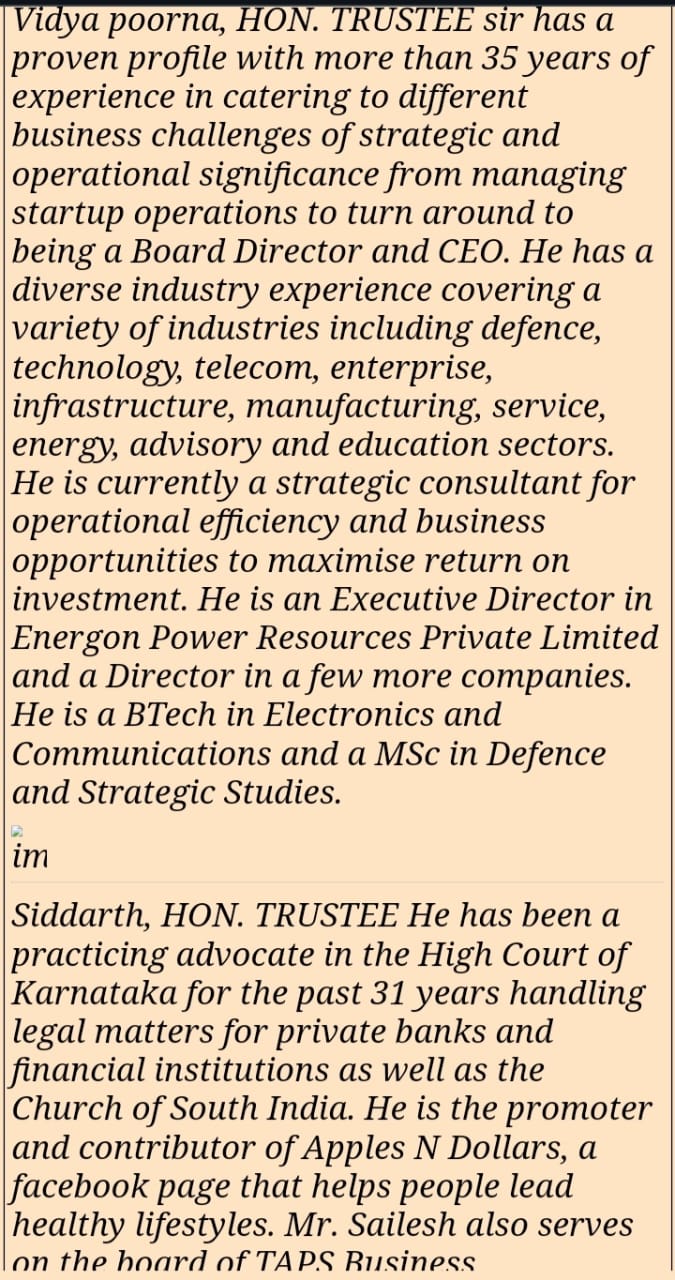 Vidya poorna, HON. TRUSTEE sir has a
proven profile with more than 35 years of
experience in catering to different
business challenges of strategic and
operational significance from managing
startup operations to turn around to
being a Board Director and CEO. He has a
diverse industry experience covering a
variety of industries including defence,
technology, telecom, enterprise,
infrastructure, manufacturing, service,
energy, advisory and education sectors.
He is currently a strategic consultant for
operational efficiency and business
opportunities to maximise return on
investment. He is an Executive Director in
Energon Power Resources Private Limited
and a Director in a few more companies.
He is a BTech in Electronics and
Communications and a MSc in Defence
and Strategic Studies.
im
Siddarth, HON. TRUSTEE He has been a
practicing advocate in the High Court of
Karnataka for the past 31 years handling
legal matters for private banks and
financial institutions as well as the
Church of South India. He is the promoter
and contributor of Apples N Dollars, a
facebook page that helps people lead
healthy lifestyles. Mr. Sailesh also serves
on the board of TAPS Business